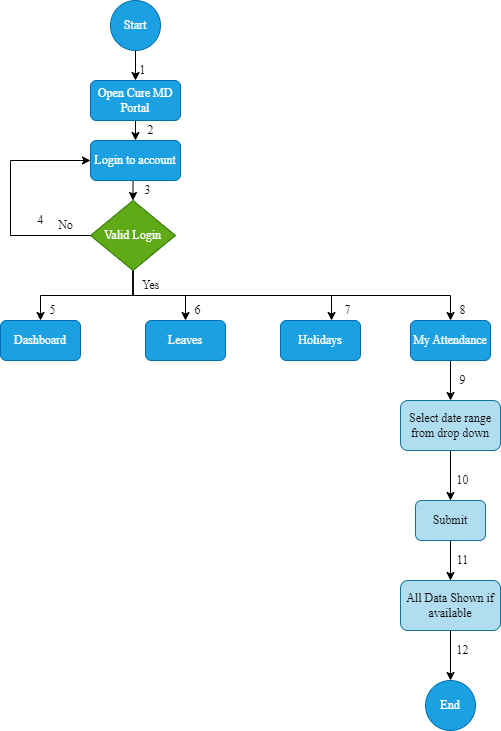 Start
1
Open Cure MD
Portal
2
Login to account
3
4
No
Valid Login
Yes
5
6
7
8
Dashboard
Leaves
Holidays
My Attendance
9
Select date range
from drop down
10
Submit
11
All Data Shown if
available
12
End